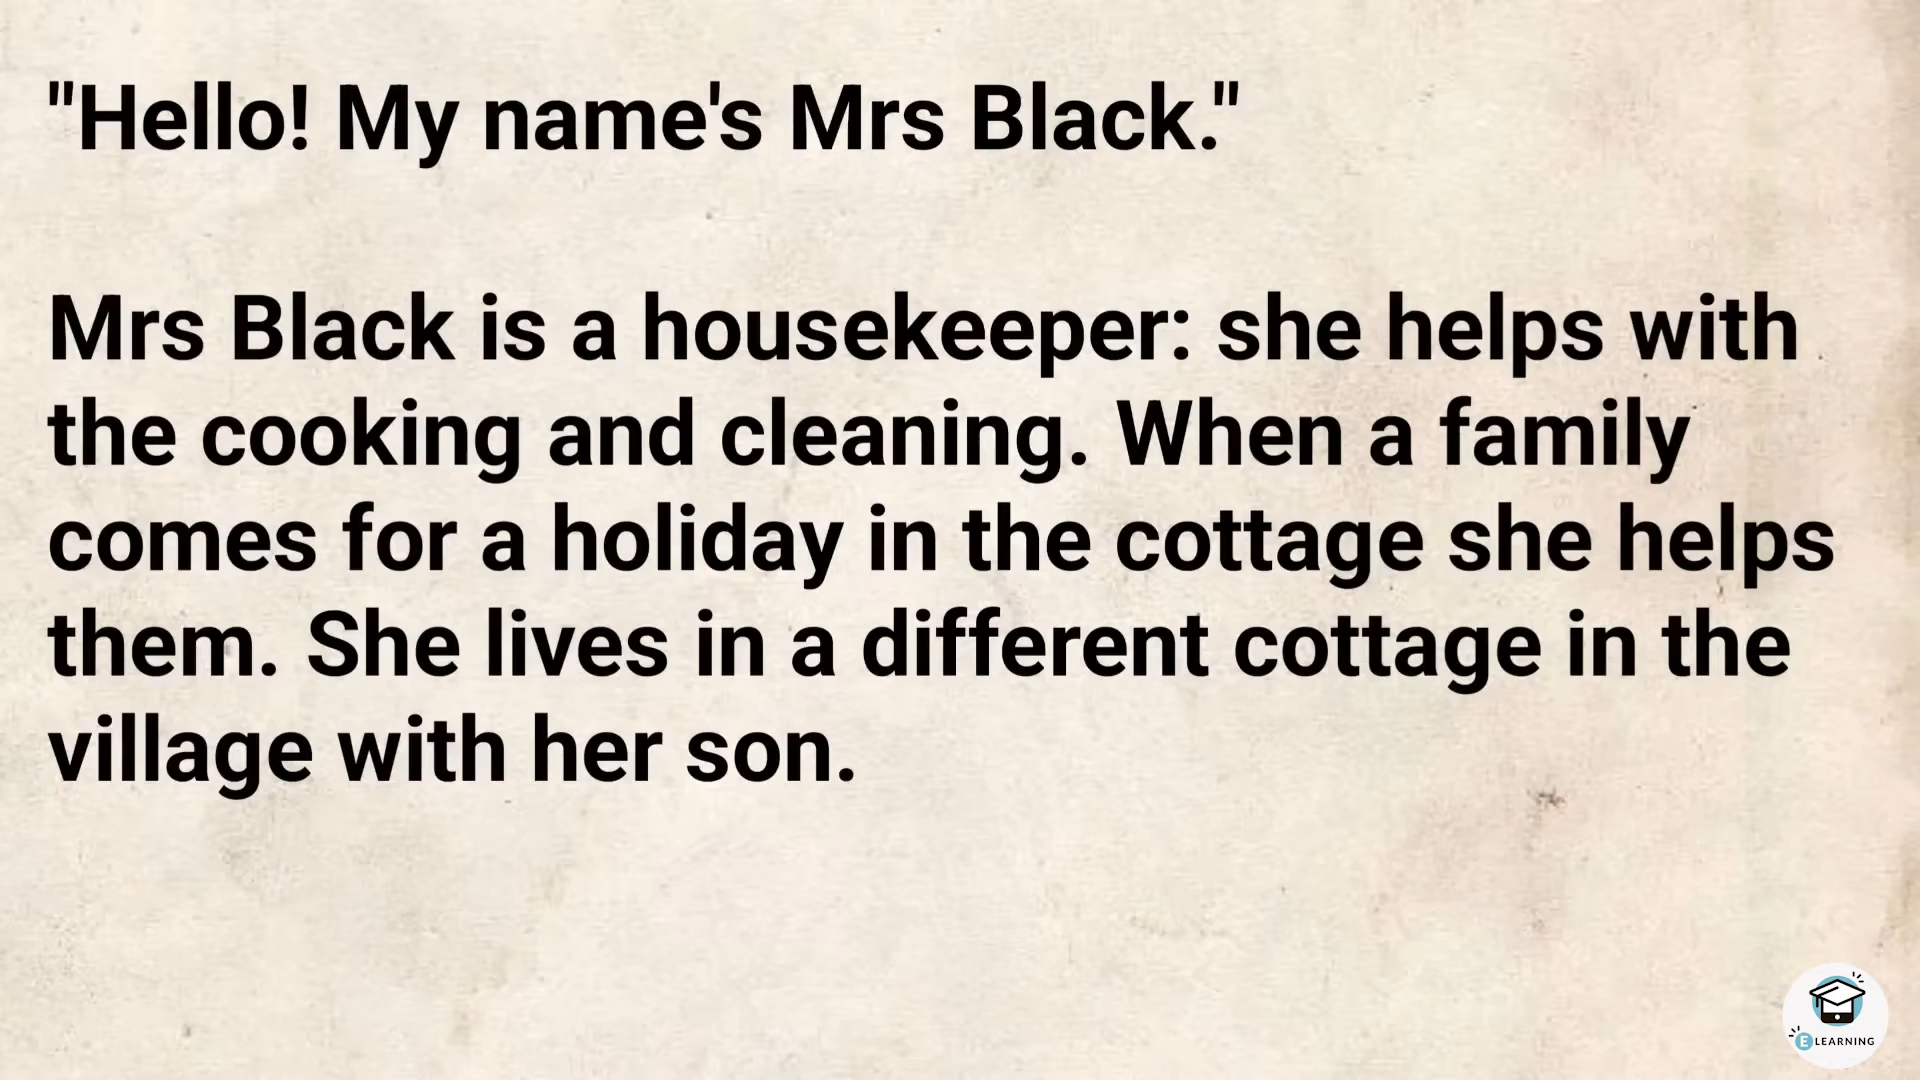 "Hello! My name's Mrs Black."
Mrs Black is a housekeeper: she helps with
the cooking and cleaning. When a family
comes for a holiday in the cottage she helps
them. She lives in a different cottage in the
village with her son.
E LEARNING